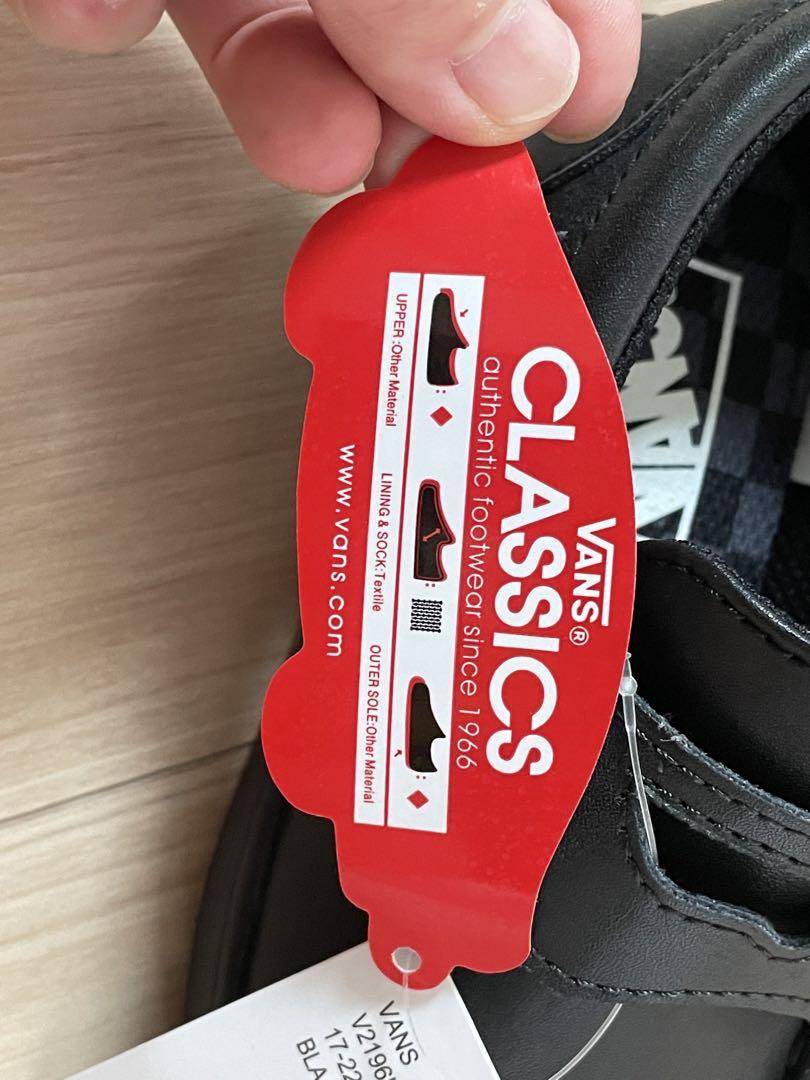 VANS®
CLASSICS
authentic footwear since 1966
UPPER :Other Material
LINING & SOCK:Textile
OUTER SOLE:Other Material
www.vans.com
VANS
V2196
17-22
BLA
VANS